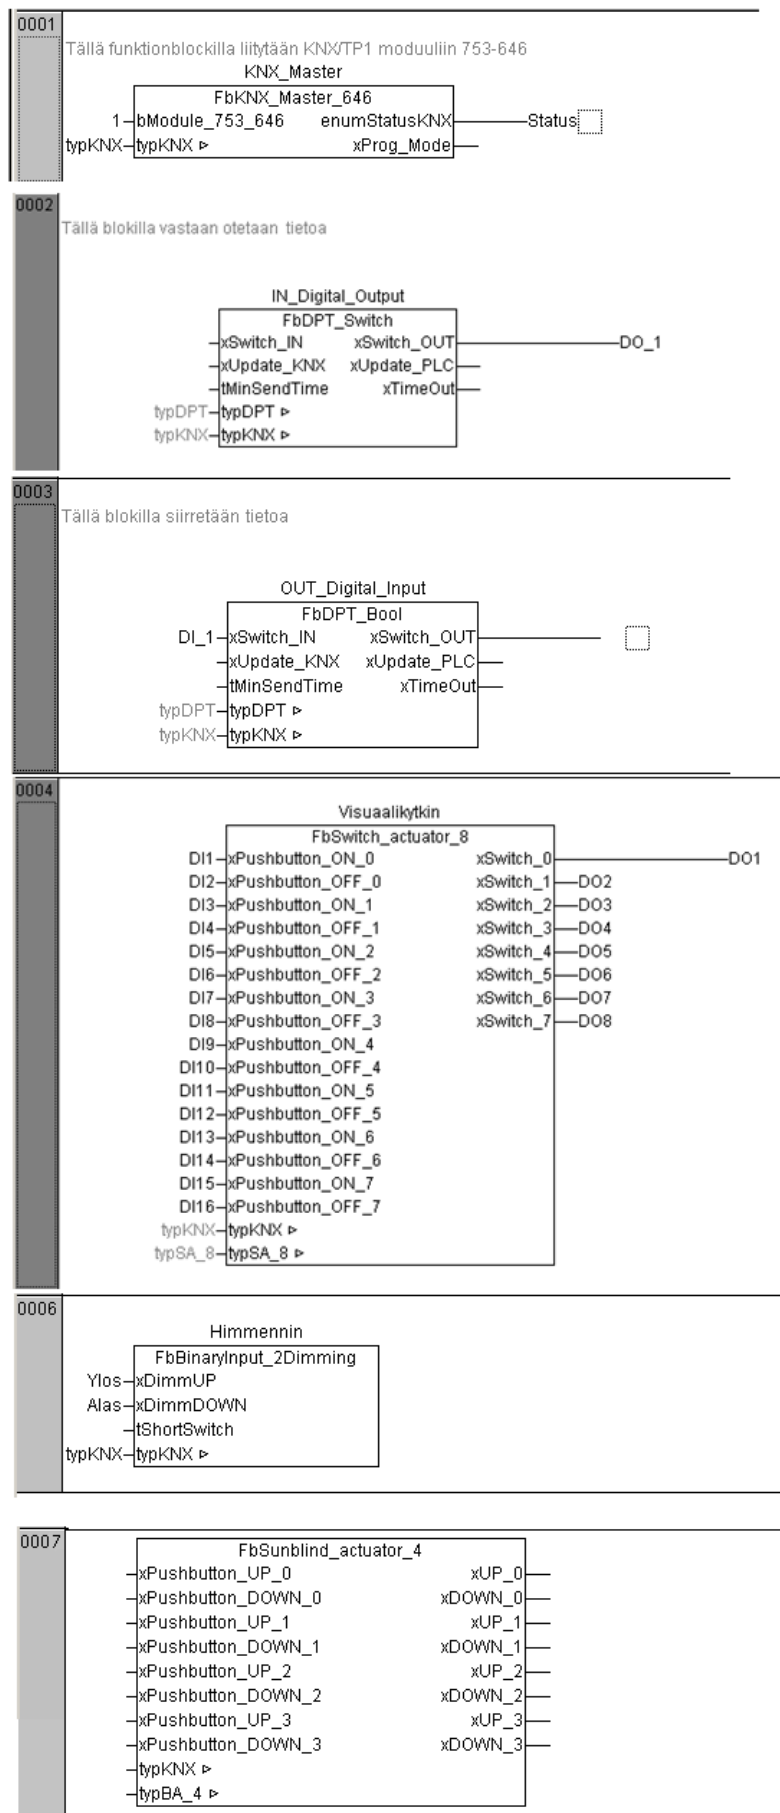 0001
Tällä funktionblockilla liitytään KNX/TP1 moduuliin 753-646
KNX_Master
FbKNX_Master_646
1 bModule_753_646 enumStatusKNX Status
typKNX typKNX xProg_Mode
0002
Tällä blokilla vastaan otetaan tietoa
IN_Digital_Output
FbDPT_Switch
xSwitch_IN xSwitch_OUT DO_1
xUpdate_KNX xUpdate_PLC
tMinSendTime xTimeOut
typDPT typDPT
typKNX typKNX
0003
Tällä blokilla siirretään tietoa
OUT_Digital_Input
FbDPT_Bool
DI_1 xSwitch_IN xSwitch_OUT
xUpdate_KNX xUpdate_PLC
tMinSendTime xTimeOut
typDPT typDPT
typKNX typKNX
0004
Visuaalikytkin
FbSwitch_actuator_8
DI1 xPushbutton_ON_0 xSwitch_0 DO1
DI2 xPushbutton_OFF_0 xSwitch_1 DO2
DI3 xPushbutton_ON_1 xSwitch_2 DO3
DI4 xPushbutton_OFF_1 xSwitch_3 DO4
DI5 xPushbutton_ON_2 xSwitch_4 DO5
DI6 xPushbutton_OFF_2 xSwitch_5 DO6
DI7 xPushbutton_ON_3 xSwitch_6 DO7
DI8 xPushbutton_OFF_3 xSwitch_7 DO8
DI9 xPushbutton_ON_4
DI10 xPushbutton_OFF_4
DI11 xPushbutton_ON_5
DI12 xPushbutton_OFF_5
DI13 xPushbutton_ON_6
DI14 xPushbutton_OFF_6
DI15 xPushbutton_ON_7
DI16 xPushbutton_OFF_7
typKNX typKNX
typSA_8 typSA_8
0006
Himmennin
FbBinaryInput_2Dimming
Ylos xDimmUP
Alas xDimmDOWN
tShortSwitch
typKNX typKNX
0007
FbSunblind_actuator_4
xPushbutton_UP_0 xUP_0
xPushbutton_DOWN_0 xDOWN_0
xPushbutton_UP_1 xUP_1
xPushbutton_DOWN_1 xDOWN_1
xPushbutton_UP_2 xUP_2
xPushbutton_DOWN_2 xDOWN_2
xPushbutton_UP_3 xUP_3
xPushbutton_DOWN_3 xDOWN_3
typKNX
typBA_4